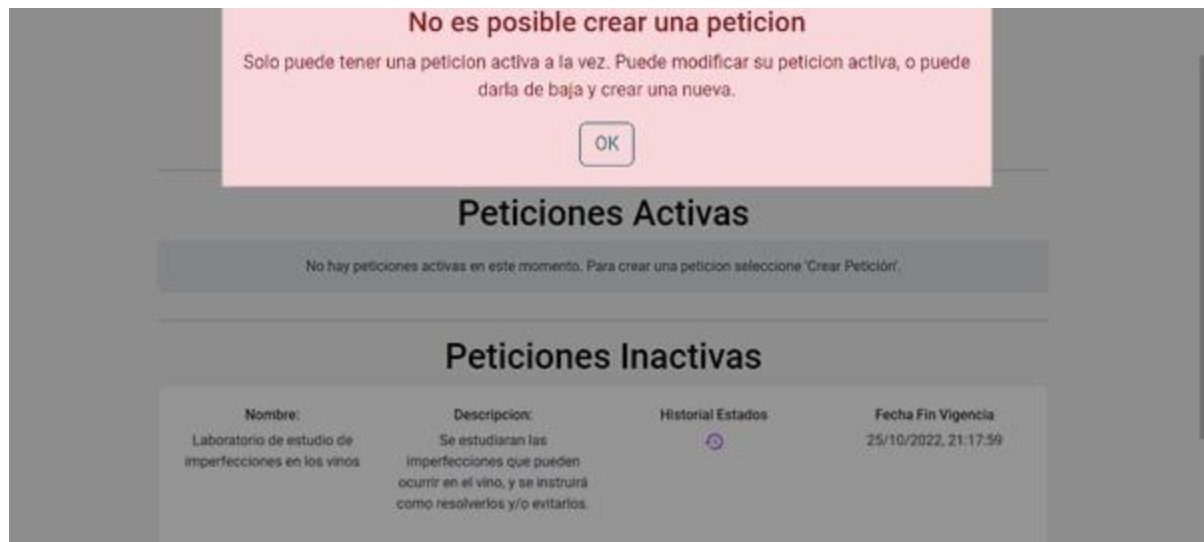 No es posible crear una peticion
Solo puede tener una peticion activa a la vez. Puede modificar su peticion activa, o puede
darla de baja y crear una nueva.
OK
Peticiones Activas
No hay peticiones activas en este momento. Para crear una peticion seleccione 'Crear Petición'.
Peticiones Inactivas
Nombre:
Laboratorio de estudio de
imperfecciones en los vinos
Descripcion:
Se estudiaran las
imperfecciones que pueden
ocurrir en el vino, y se instruirá
como resolverlos y/o evitarlos.
Historial Estados
Fecha Fin Vigencia
25/10/2022, 21:17:59